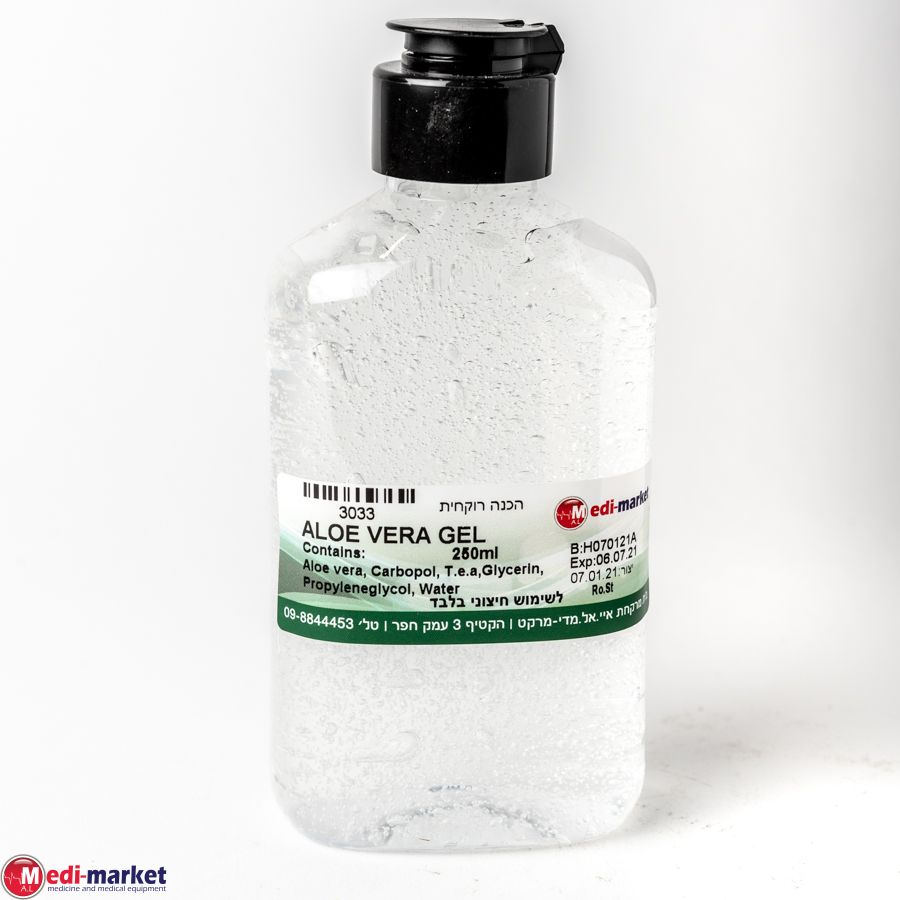 הכנה רוקחית
Medi-market
A.L
3033
ALOE VERA GEL
Contains: 250ml
Aloe vera, Carbopol, T.e.a,Glycerin,
Propyleneglycol, Water
לשימוש חיצוני בלבד
B:H070121A
Exp:06.07.21
יצור:07.01.21
Ro.St
מרקחת איי.אל.מדי-מרקט | הקטיף 3 עמק חפר | טל׳ 09-8844453
Medi-market
A.L
medicine and medical equipment